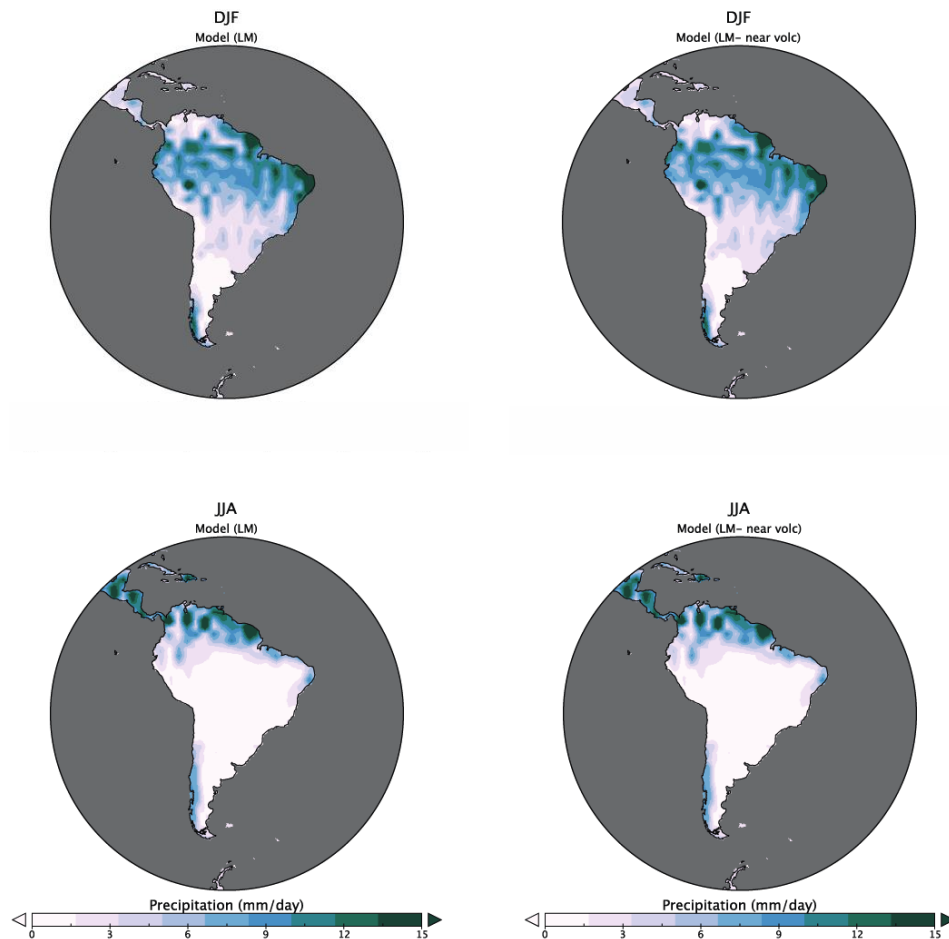 DJF
Model (LM)
DJF
Model (LM- near volc)
JJA
Model (LM)
JJA
Model (LM- near volc)
Precipitation (mm/day)
0 3 6 9 12 15
Precipitation (mm/day)
0 3 6 9 12 15